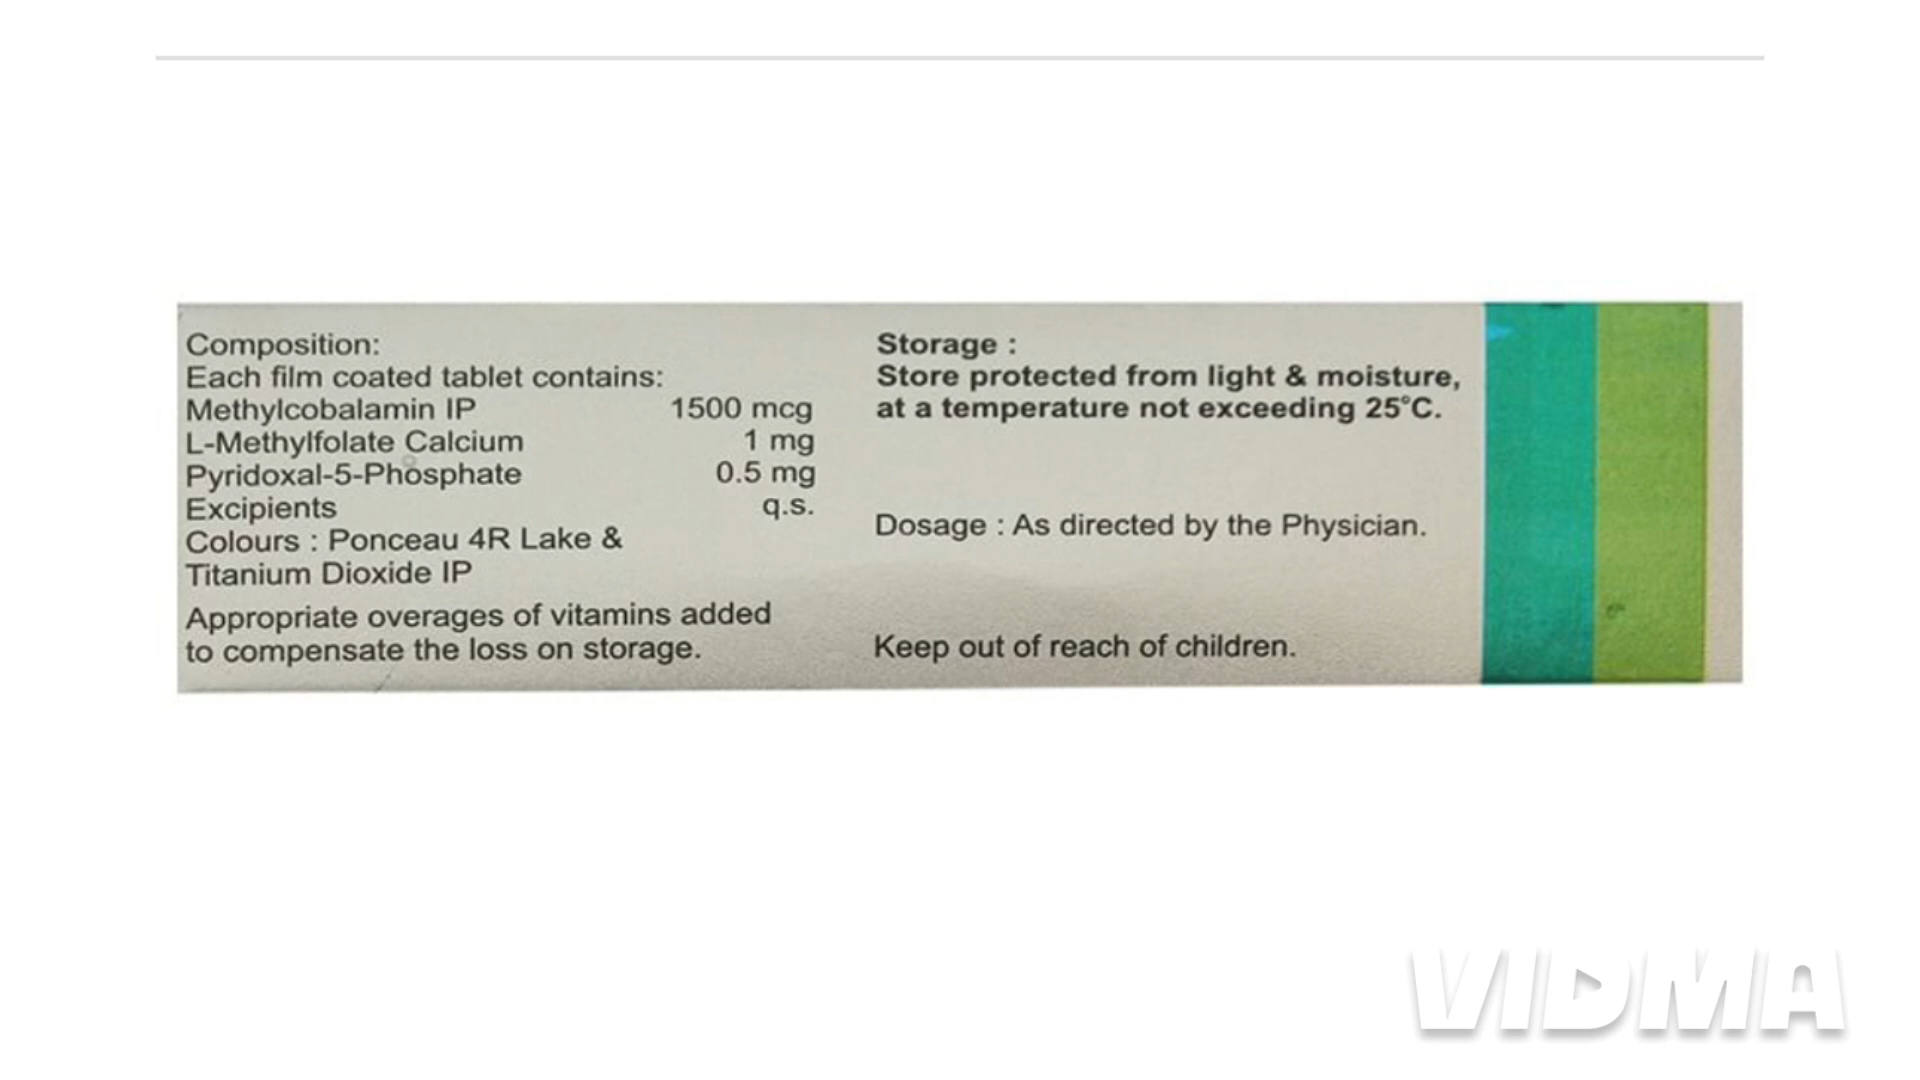 Composition:
Each film coated tablet contains:
Methylcobalamin IP 1500 mcg
L-Methylfolate Calcium 1 mg
Pyridoxal-5-Phosphate 0.5 mg
Excipients q.s.
Colours : Ponceau 4R Lake &
Titanium Dioxide IP
Appropriate overages of vitamins added
to compensate the loss on storage.
Storage :
Store protected from light & moisture,
at a temperature not exceeding 25°C.
Dosage : As directed by the Physician.
Keep out of reach of children.
VIDMA